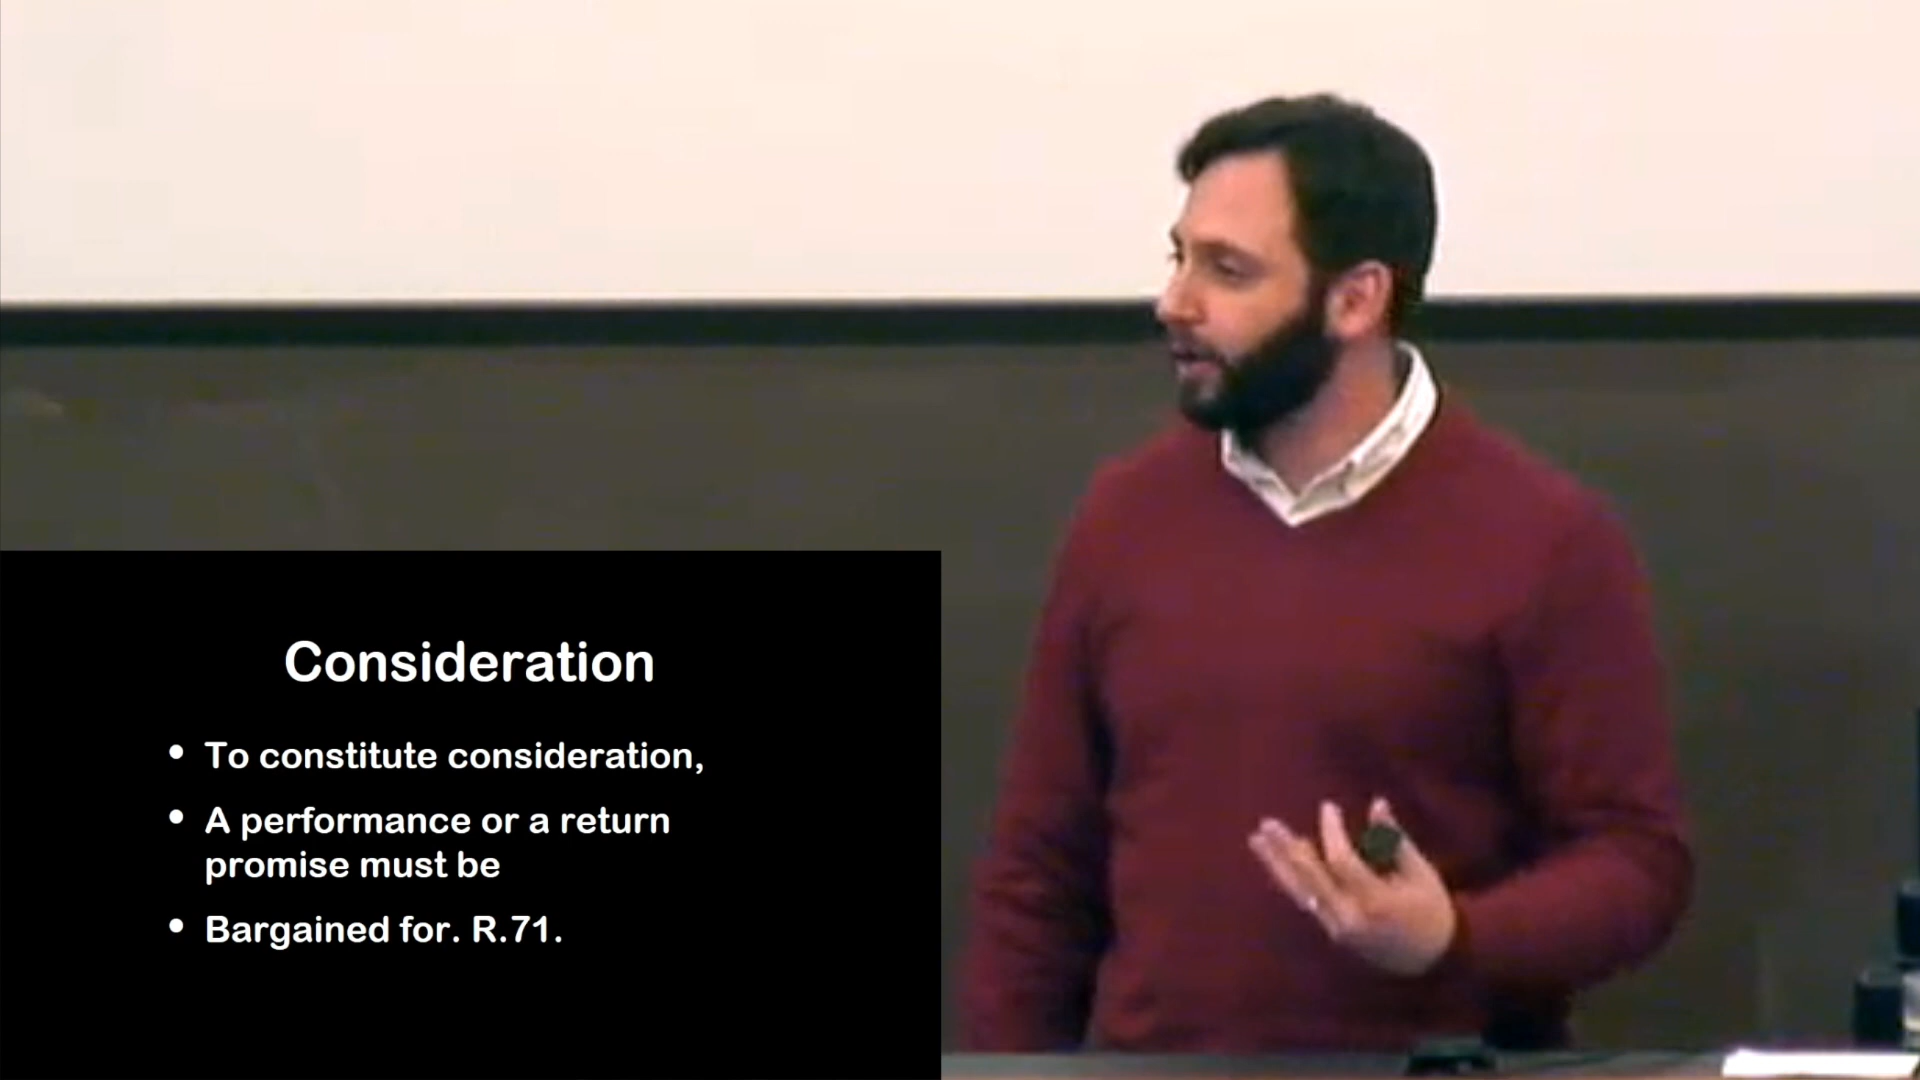 Consideration
• To constitute consideration,
• A performance or a return
promise must be
• Bargained for. R.71.